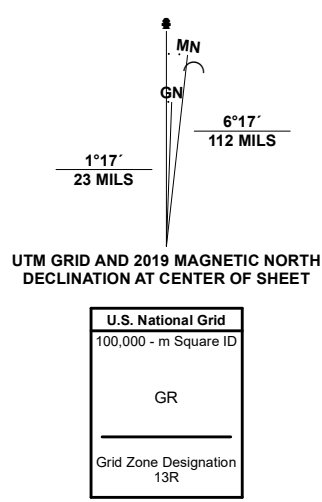 MN
GN
6°17´
112 MILS
1°17´
23 MILS
UTM GRID AND 2019 MAGNETIC NORTH
DECLINATION AT CENTER OF SHEET
U.S. National Grid
100,000 - m Square ID
GR
Grid Zone Designation
13R